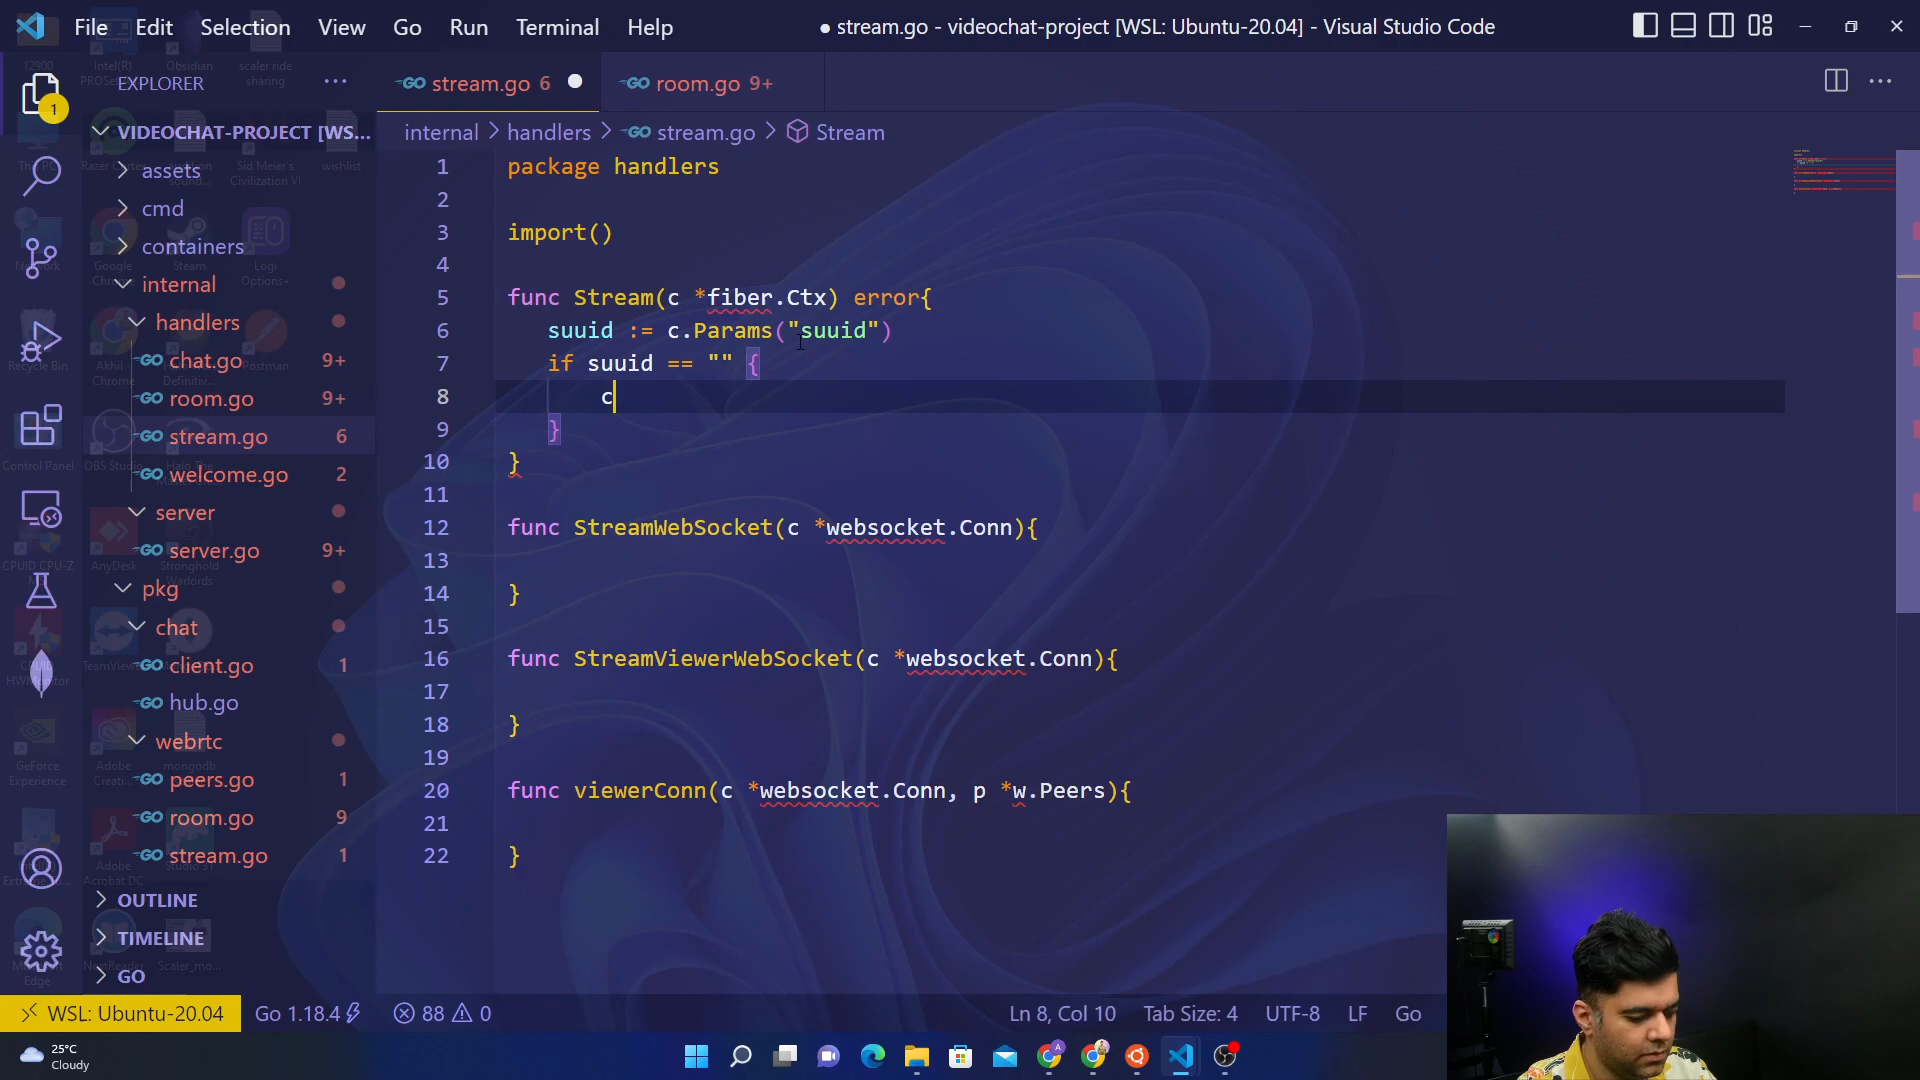 File Edit Selection View Go Run Terminal Help
● stream.go - videochat-project [WSL: Ubuntu-20.04] - Visual Studio Code
EXPLORER ···
stream.go 6
room.go 9+
VIDEOCHAT-PROJECT [WS...
internal > handlers > stream.go > Stream
assets
cmd
containers
internal
handlers
chat.go 9+
room.go 9+
stream.go 6
welcome.go 2
server
server.go 9+
pkg
chat
client.go 1
hub.go
webrtc
peers.go 1
room.go 9
stream.go 1
OUTLINE
TIMELINE
GO
1 package handlers
2
3 import()
4
5 func Stream(c *fiber.Ctx) error{
6 suuid := c.Params("suuid")
7 if suuid == "" {
8 c
9 }
10 }
11
12 func StreamWebSocket(c *websocket.Conn){
13
14 }
15
16 func StreamViewerWebSocket(c *websocket.Conn){
17
18 }
19
20 func viewerConn(c *websocket.Conn, p *w.Peers){
21
22 }
WSL: Ubuntu-20.04 Go 1.18.4 88 0
Ln 8, Col 10 Tab Size: 4 UTF-8 LF Go
25°C
Cloudy